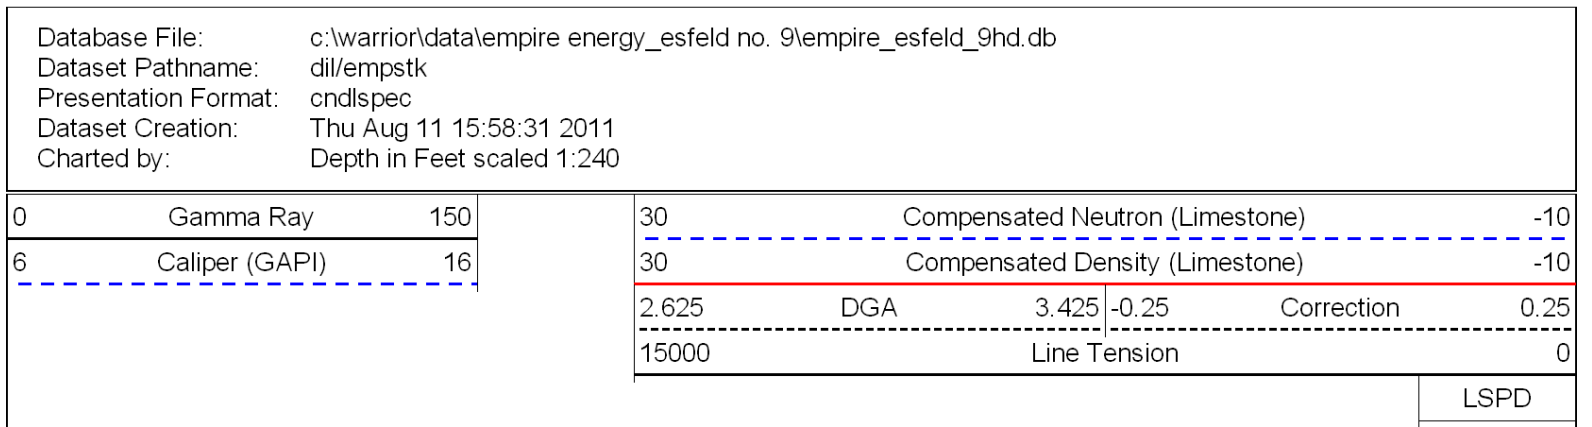 Database File: c:\warrior\data\empire energy_esfeld no. 9\empire_esfeld_9hd.db
Dataset Pathname: dil/empstk
Presentation Format: cndlspec
Dataset Creation: Thu Aug 11 15:58:31 2011
Charted by: Depth in Feet scaled 1:240
0 Gamma Ray 150 30 Compensated Neutron (Limestone) -10
6 Caliper (GAPI) 16 30 Compensated Density (Limestone) -10
2.625 DGA 3.425 -0.25 Correction 0.25
15000 Line Tension 0
LSPD